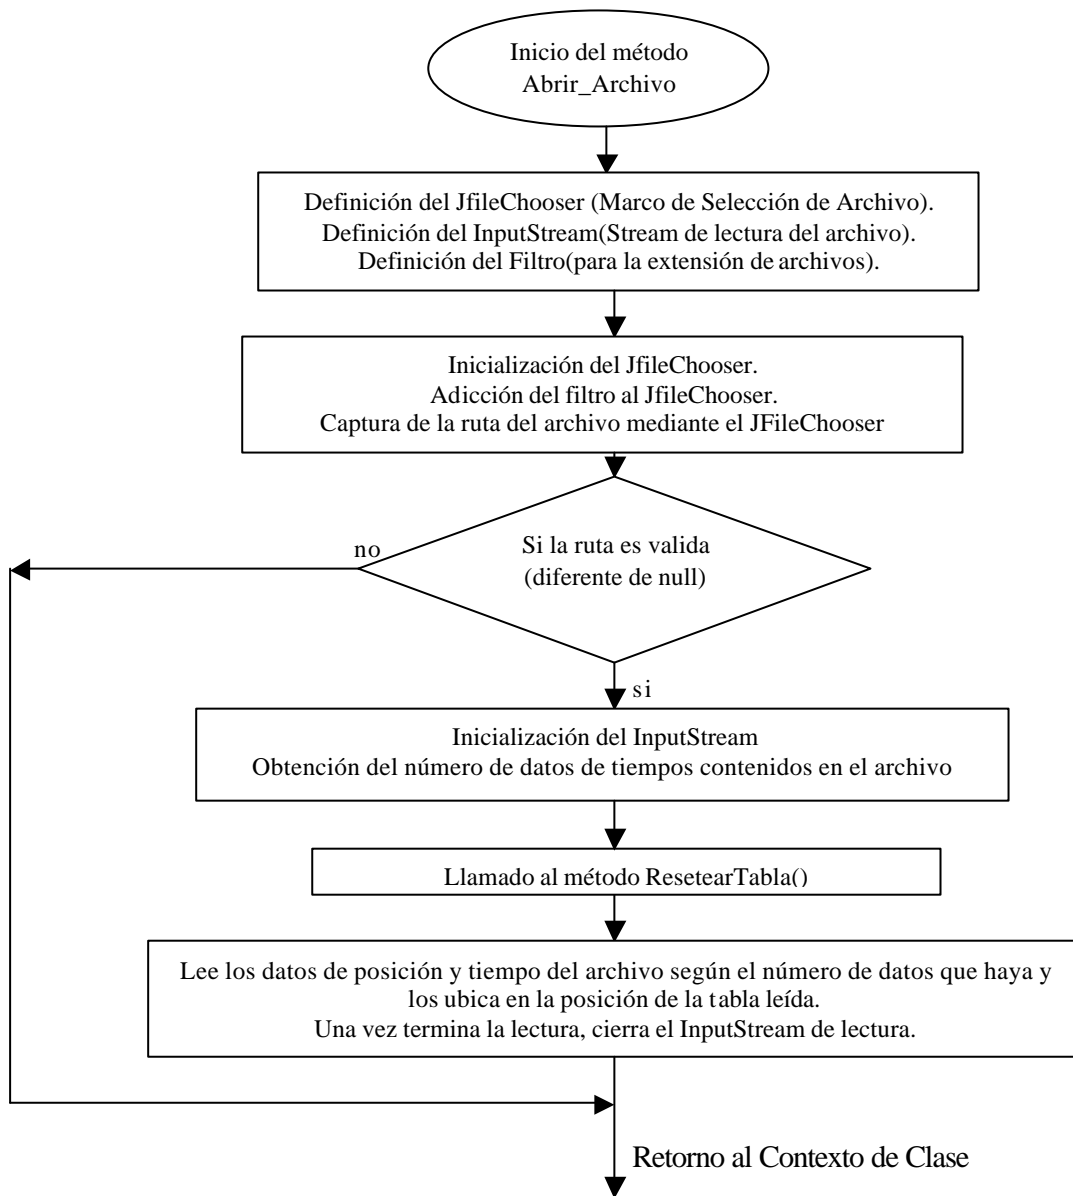 Inicio del método
Abrir_Archivo
Definición del JfileChooser (Marco de Selección de Archivo).
Definición del InputStream(Stream de lectura del archivo).
Definición del Filtro(para la extensión de archivos).
Inicialización del JfileChooser.
Adicción del filtro al JfileChooser.
Captura de la ruta del archivo mediante el JFileChooser
Si la ruta es valida
(diferente de null)
no
si
Inicialización del InputStream
Obtención del número de datos de tiempos contenidos en el archivo
Llamado al método ResetearTabla()
Lee los datos de posición y tiempo del archivo según el número de datos que haya y
los ubica en la posición de la tabla leída.
Una vez termina la lectura, cierra el InputStream de lectura.
Retorno al Contexto de Clase